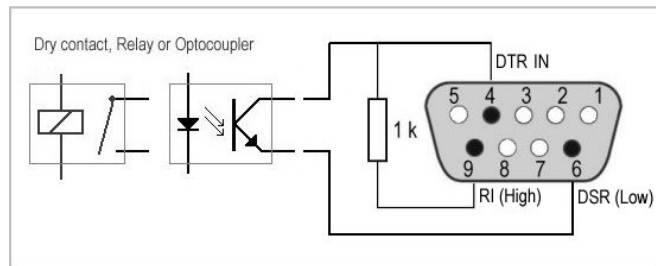 Dry contact, Relay or Optocoupler
DTR IN
5 4 3 2 1
1 k
9 8 7 6
RI (High)
DSR (Low)